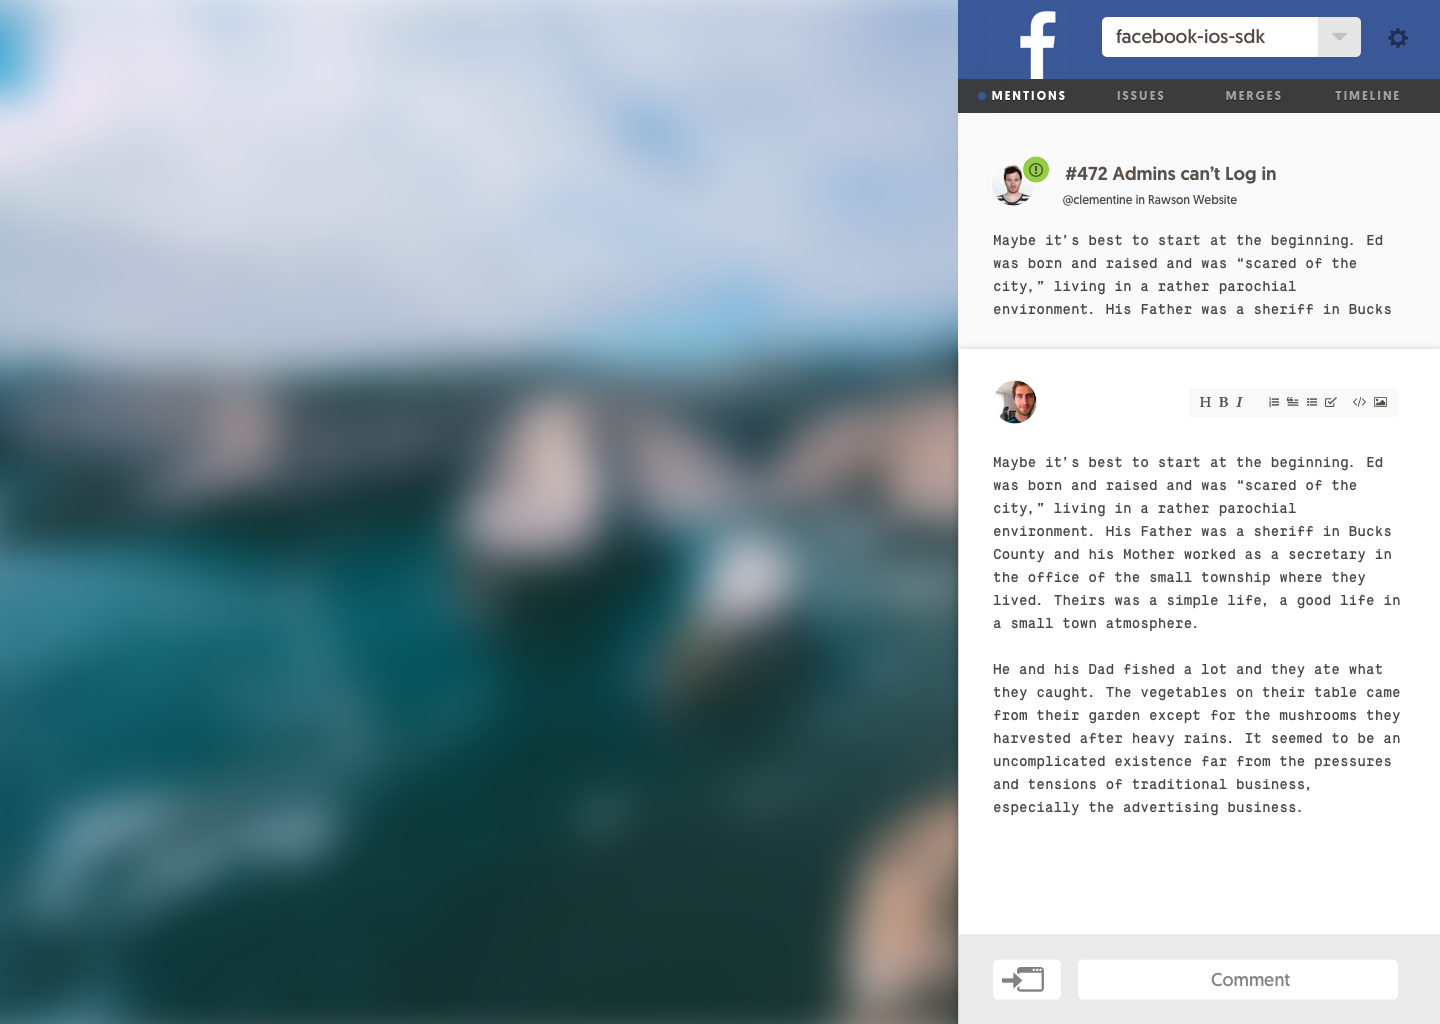 facebook-ios-sdk
MENTIONS ISSUES MERGES TIMELINE
#472 Admins can’t Log in
@clementine in Rawson Website
Maybe it’s best to start at the beginning. Ed
was born and raised and was “scared of the
city,” living in a rather parochial
environment. His Father was a sheriff in Bucks
H B I
Maybe it’s best to start at the beginning. Ed
was born and raised and was “scared of the
city,” living in a rather parochial
environment. His Father was a sheriff in Bucks
County and his Mother worked as a secretary in
the office of the small township where they
lived. Theirs was a simple life, a good life in
a small town atmosphere.
He and his Dad fished a lot and they ate what
they caught. The vegetables on their table came
from their garden except for the mushrooms they
harvested after heavy rains. It seemed to be an
uncomplicated existence far from the pressures
and tensions of traditional business,
especially the advertising business.
Comment